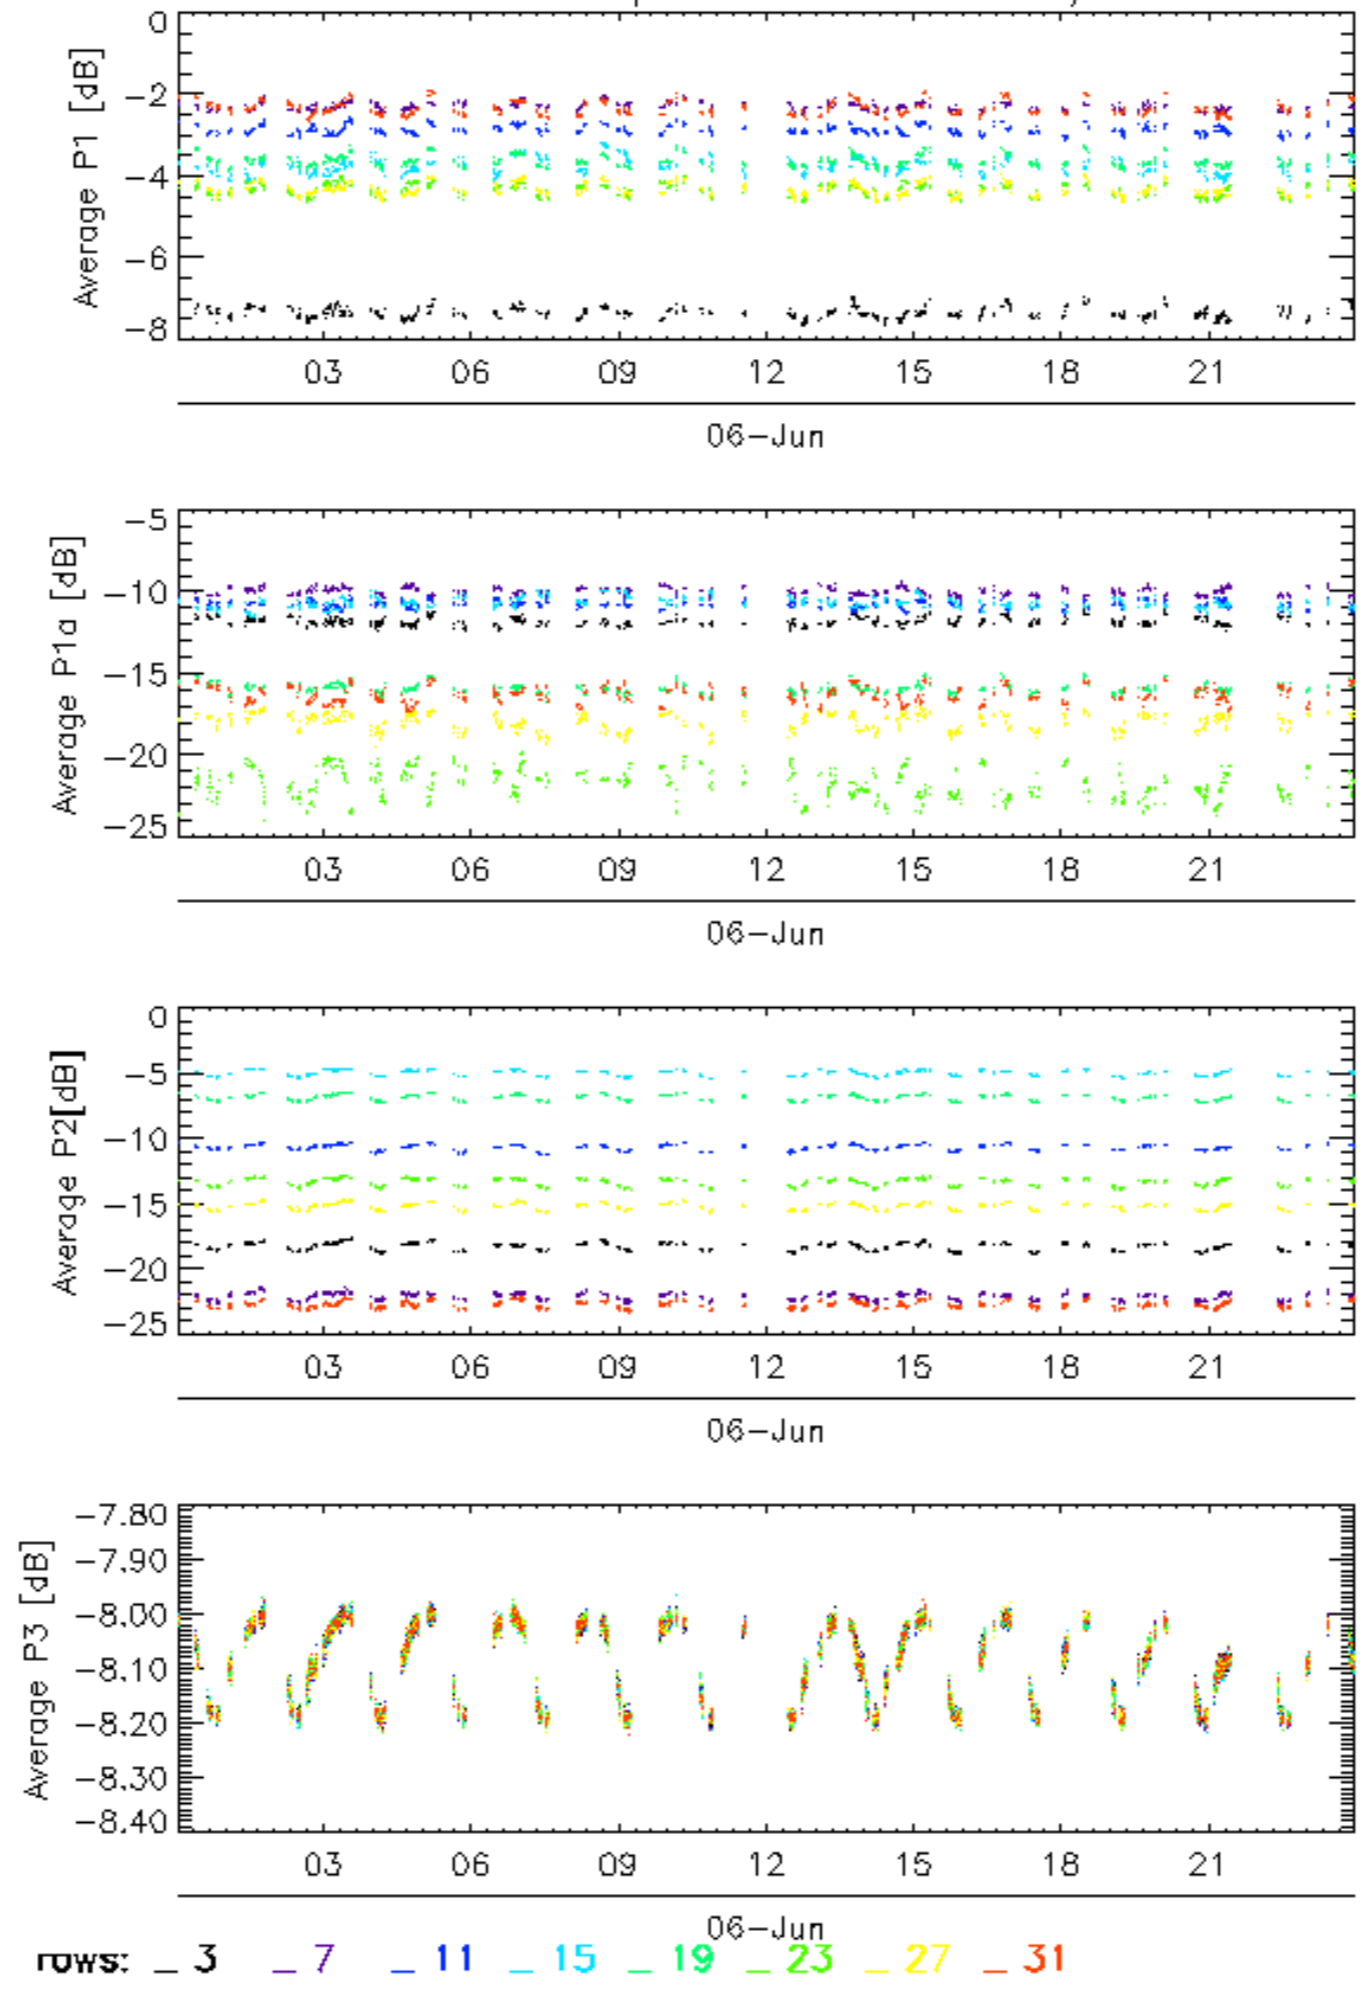 0
-2
-4
-6
-8
Average P1 [dB]
03 06 09 12 15 18 21
06-Jun
-5
-10
-15
-20
-25
Average P1a [dB]
03 06 09 12 15 18 21
06-Jun
0
-5
-10
-15
-20
-25
Average P2[dB]
03 06 09 12 15 18 21
06-Jun
-7.80
-7.90
-8.00
-8.10
-8.20
-8.30
-8.40
Average P3 [dB]
03 06 09 12 15 18 21
06-Jun
rows: _ 3 _ 7 _ 11 _ 15 _ 19 _ 23 _ 27 _ 31